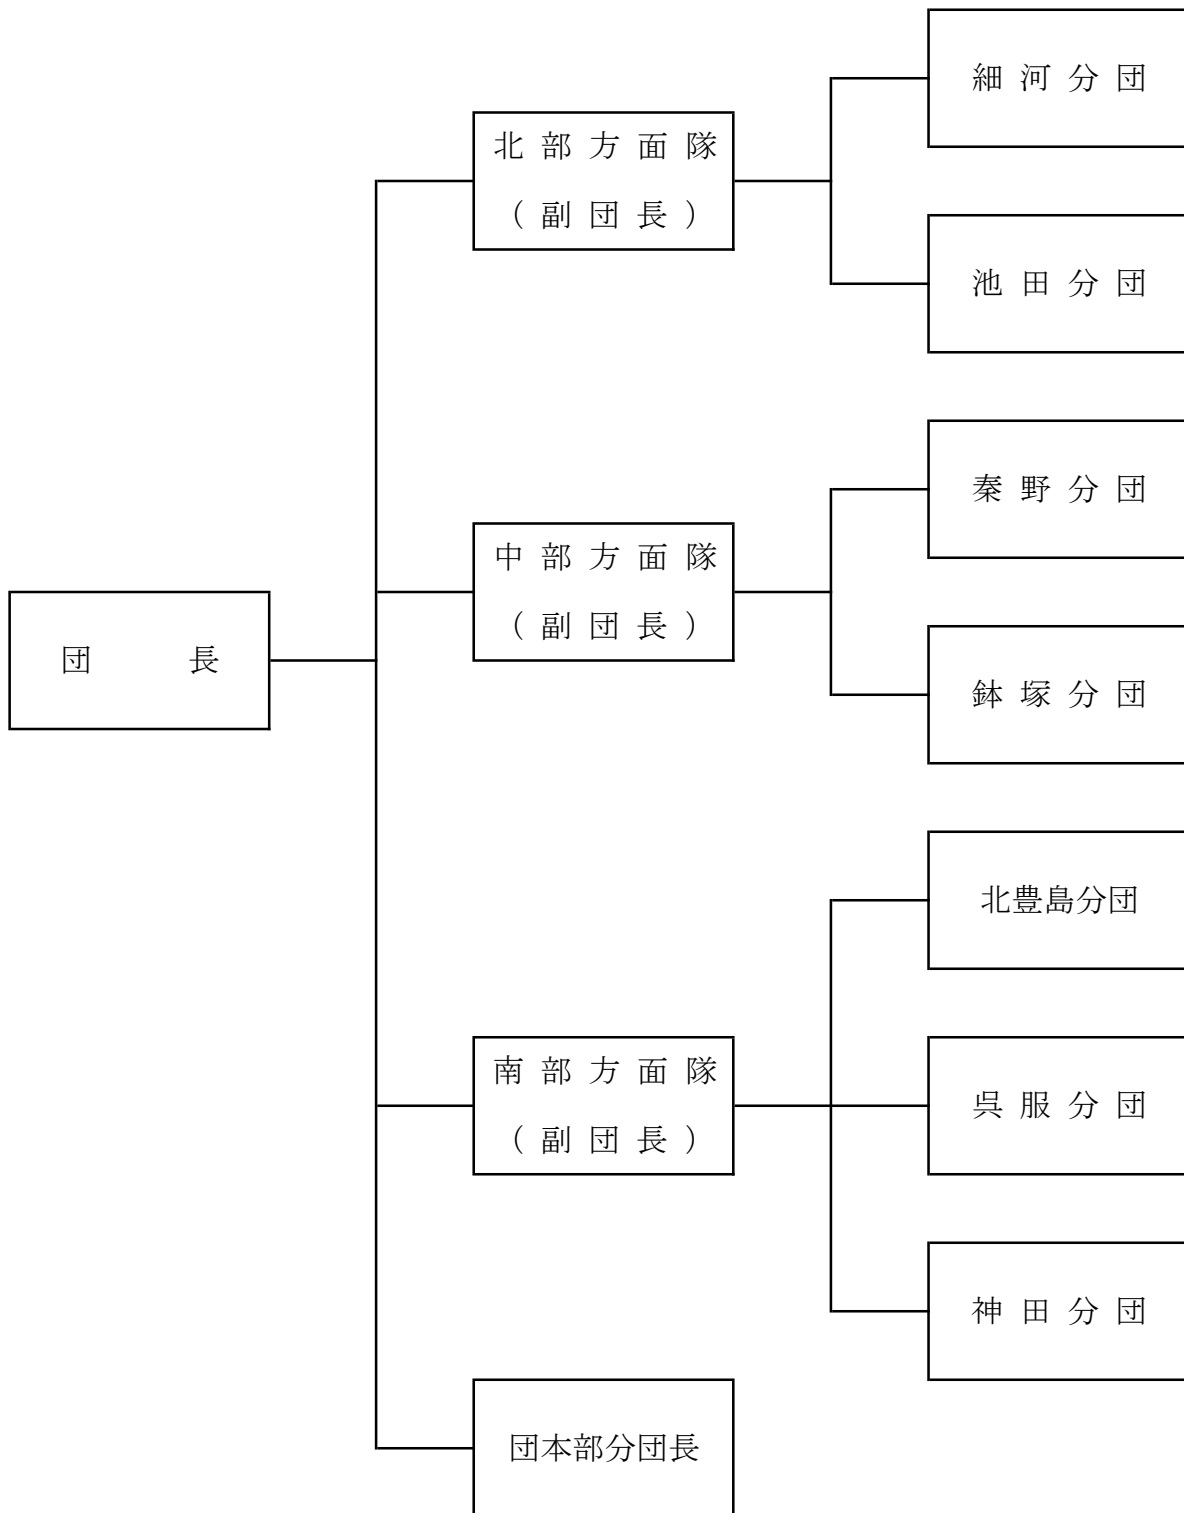 団長
北部方面隊
(副団長)
細河分団
池田分団
中部方面隊
(副団長)
秦野分団
鉢塚分団
南部方面隊
(副団長)
北豊島分団
呉服分団
神田分団
団本部分団長